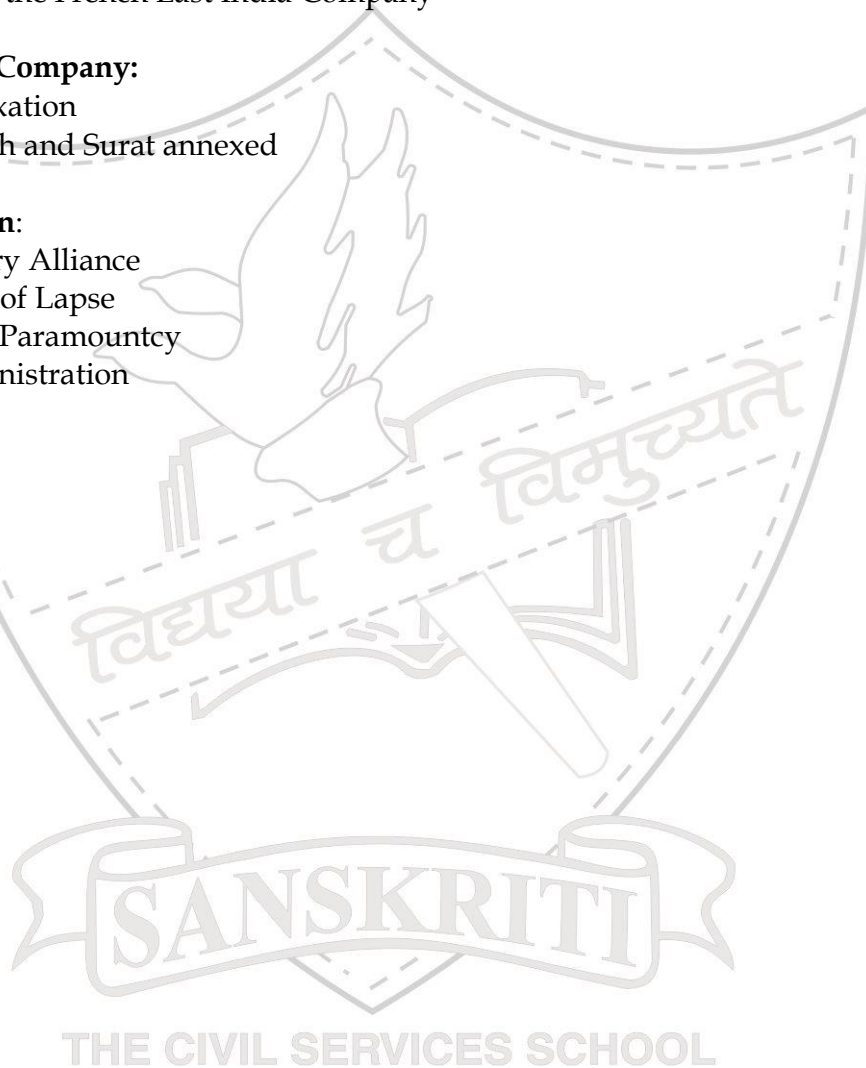 the French East India Company
Company:
xation
h and Surat annexed
n:
ry Alliance
of Lapse
Paramountcy
nistration
विद्यया च विमुच्यते
SANSKRITI
THE CIVIL SERVICES SCHOOL